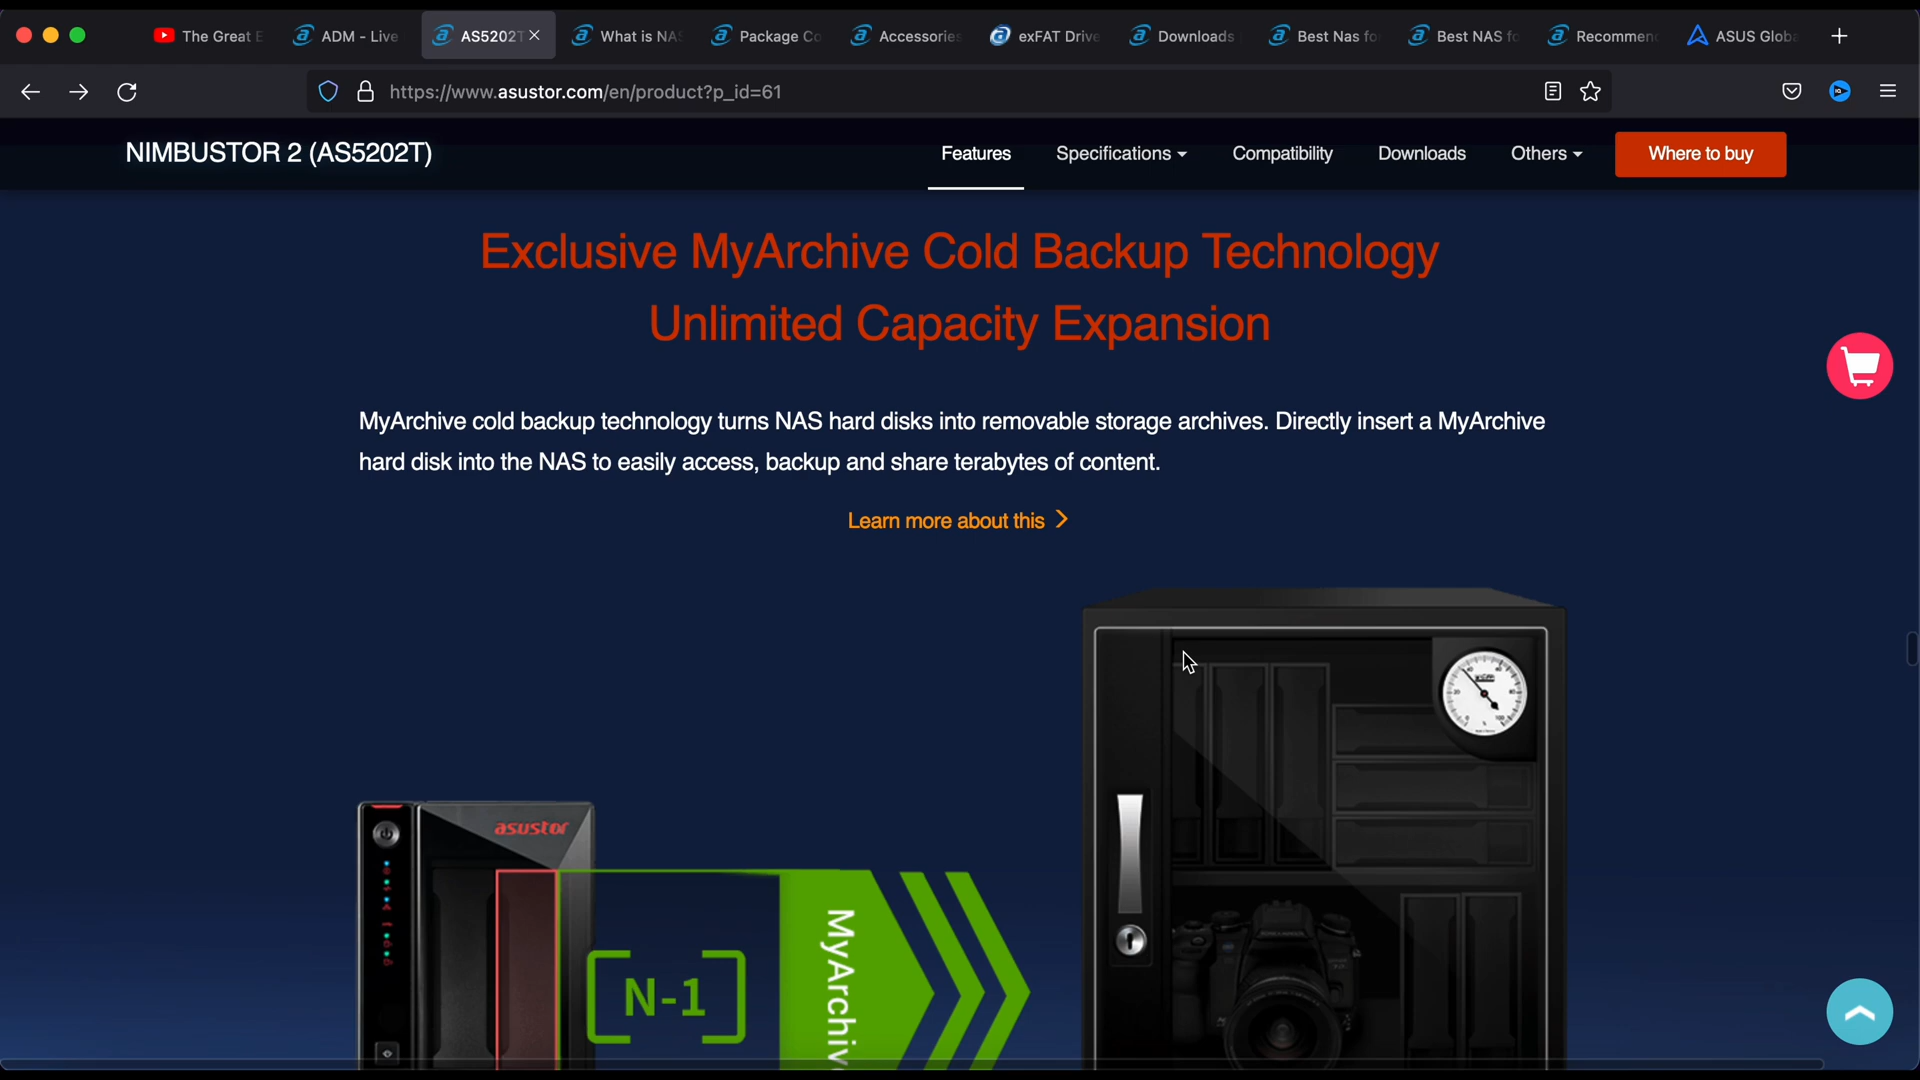 The Great E
ADM - Live
AS5202T
What is NAS
Package Co
Accessories
exFAT Drive
Downloads
Best Nas fo
Best NAS fo
Recommen
ASUS Globa
https://www.asustor.com/en/product?p_id=61
NIMBUSTOR 2 (AS5202T)
Features
Specifications
Compatibility
Downloads
Others
Where to buy
Exclusive MyArchive Cold Backup Technology
Unlimited Capacity Expansion
MyArchive cold backup technology turns NAS hard disks into removable storage archives. Directly insert a MyArchive
hard disk into the NAS to easily access, backup and share terabytes of content.
Learn more about this
asustor
N-1
MyArchive